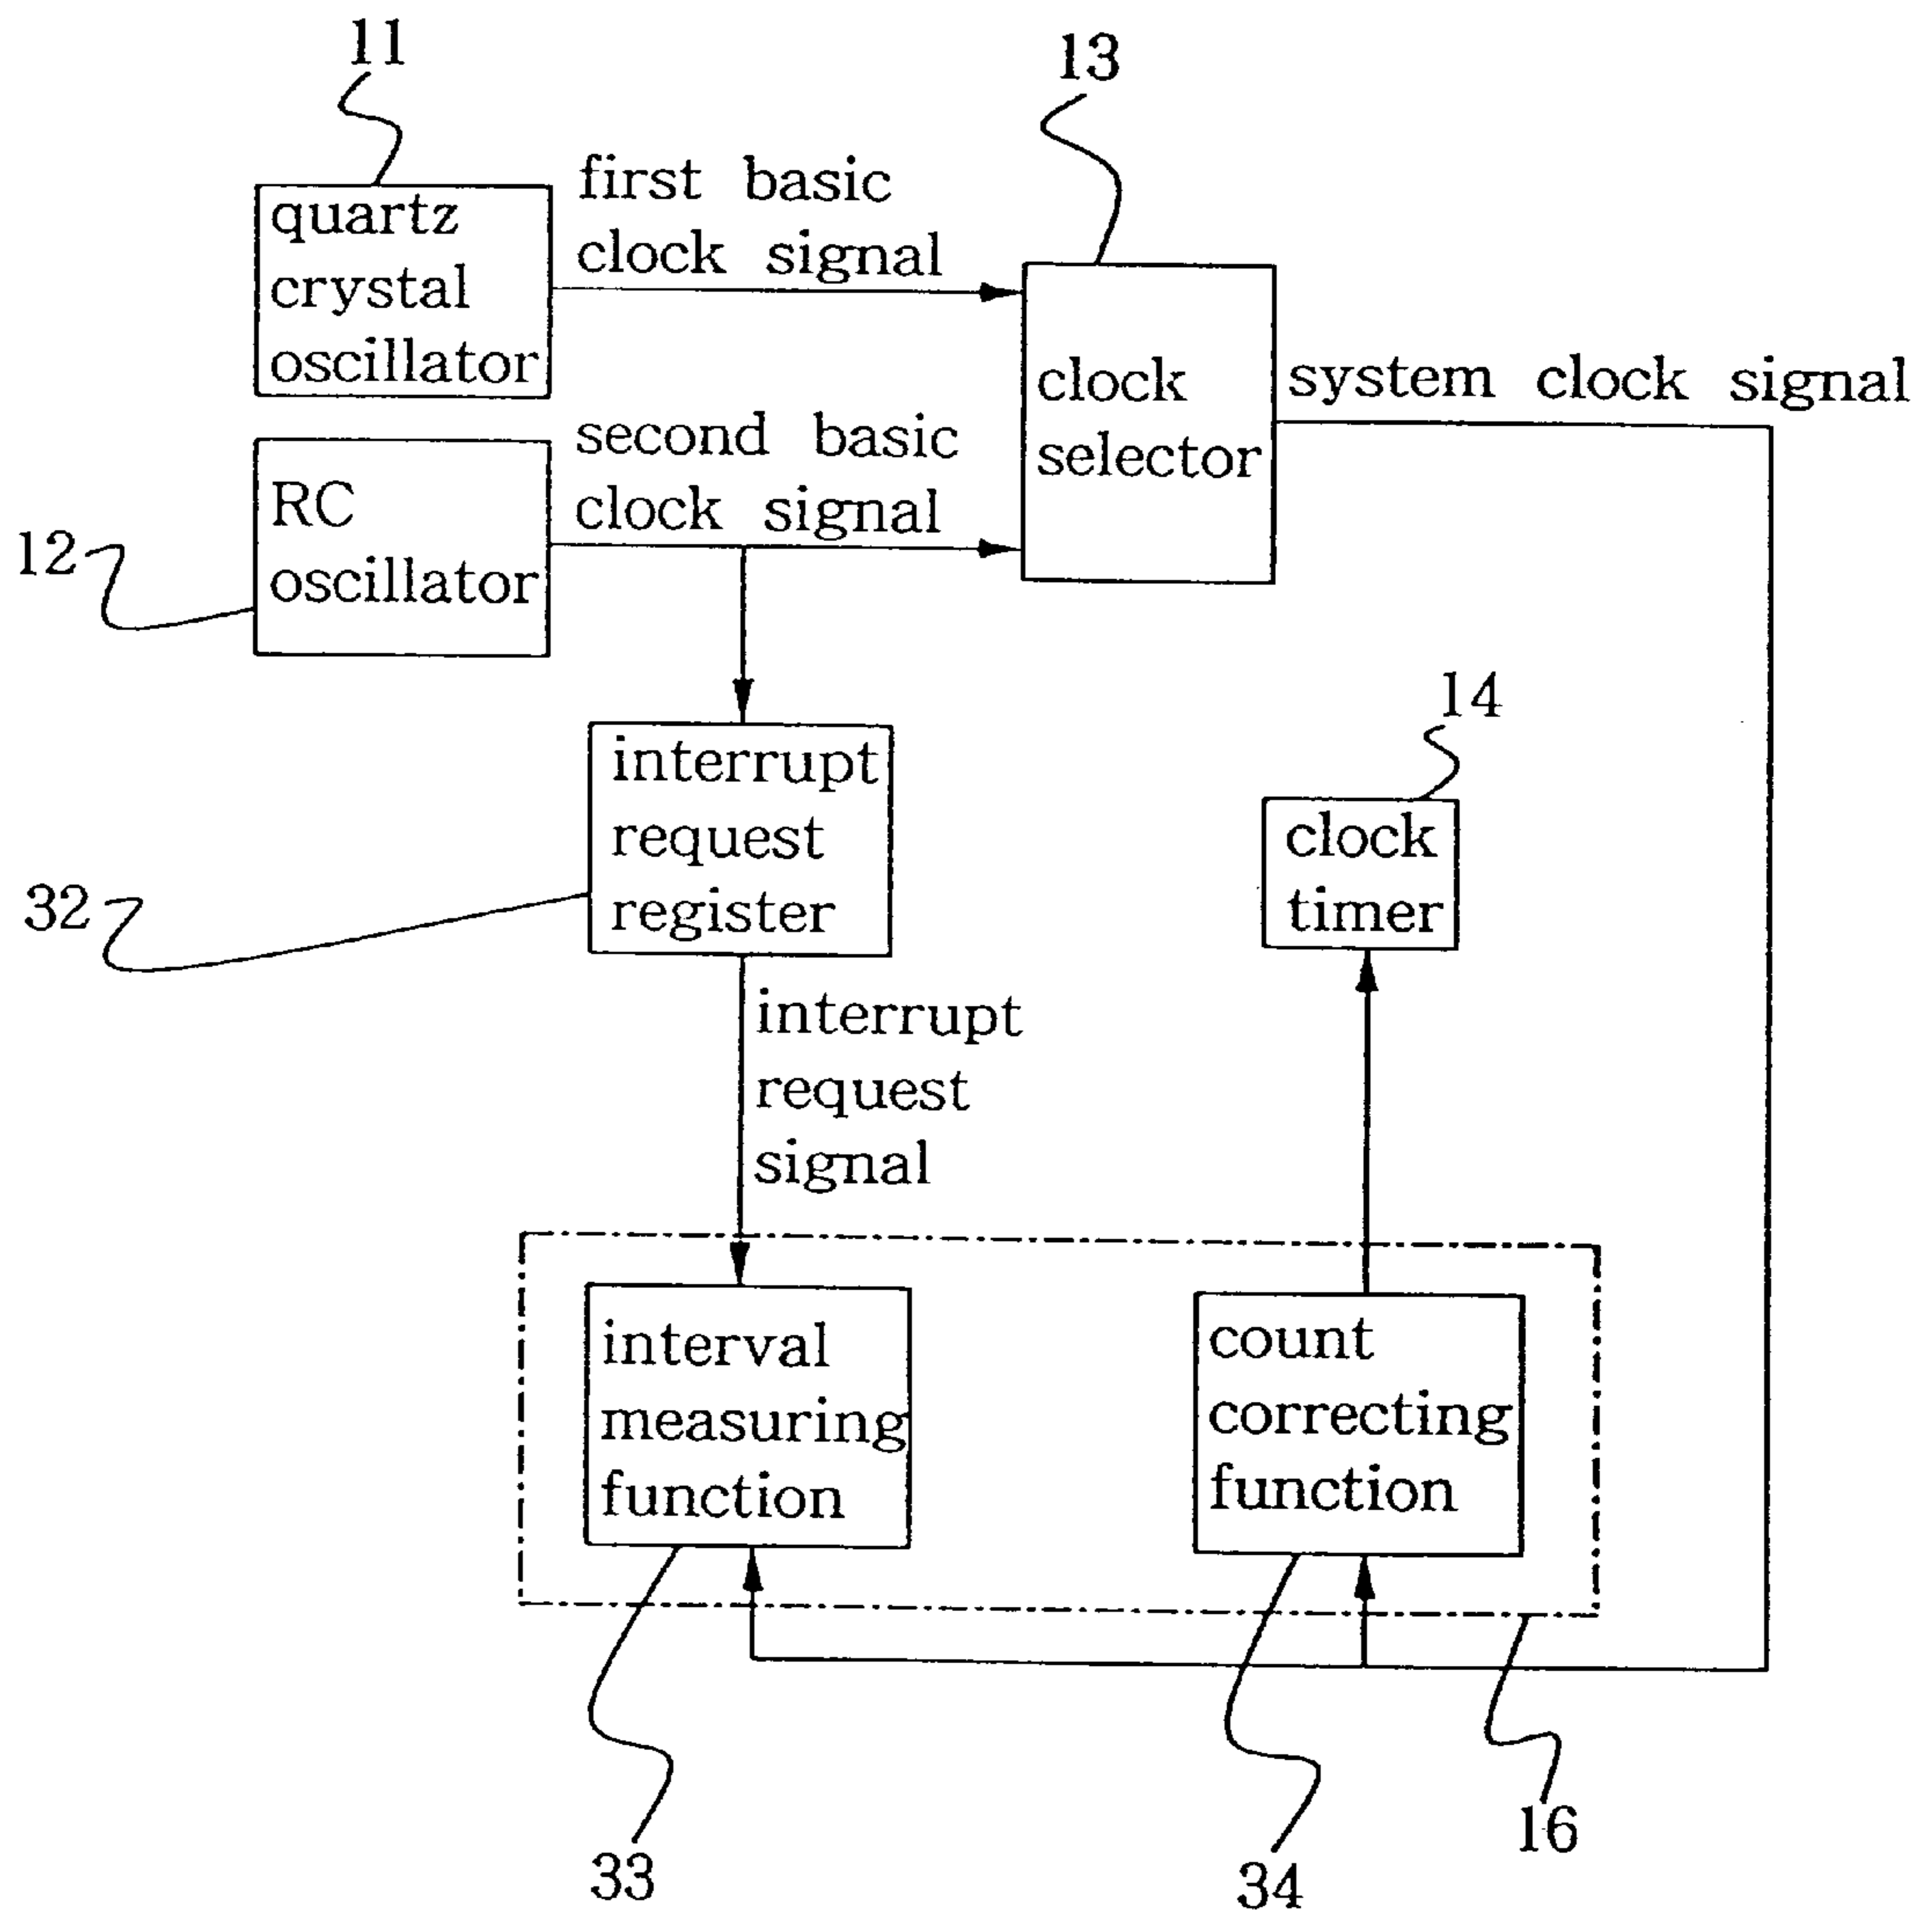 11
13
first basic
clock signal
quartz
crystal
oscillator
clock
selector
system clock signal
second basic
clock signal
RC
oscillator
12
14
interrupt
request
register
clock
timer
32
interrupt
request
signal
interval
measuring
function
count
correcting
function
16
33
34